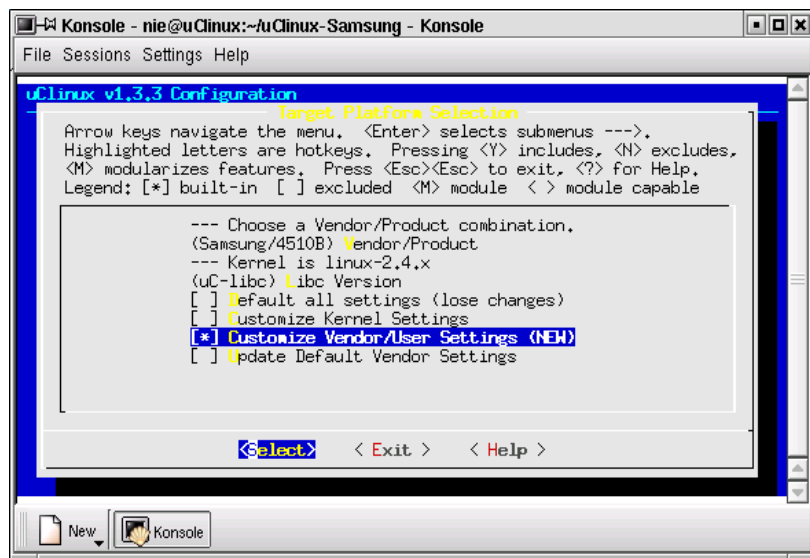 Konsole - nie@uClinux:~/uClinux-Samsung - Konsole
File Sessions Settings Help
uClinux v1.3.3 Configuration
Target Platform Selection
Arrow keys navigate the menu. <Enter> selects submenus --->.
Highlighted letters are hotkeys. Pressing <Y> includes, <N> excludes,
<M> modularizes features. Press <Esc><Esc> to exit, <?> for Help.
Legend: [*] built-in [ ] excluded <M> module < > module capable
--- Choose a Vendor/Product combination.
(Samsung/4510B) Vendor/Product
--- Kernel is linux-2.4.x
(uC-libc) Libc Version
[ ] Default all settings (lose changes)
[ ] Customize Kernel Settings
[*] Customize Vendor/User Settings (NEW)
[ ] Update Default Vendor Settings
<Select> < Exit > < Help >
New Konsole